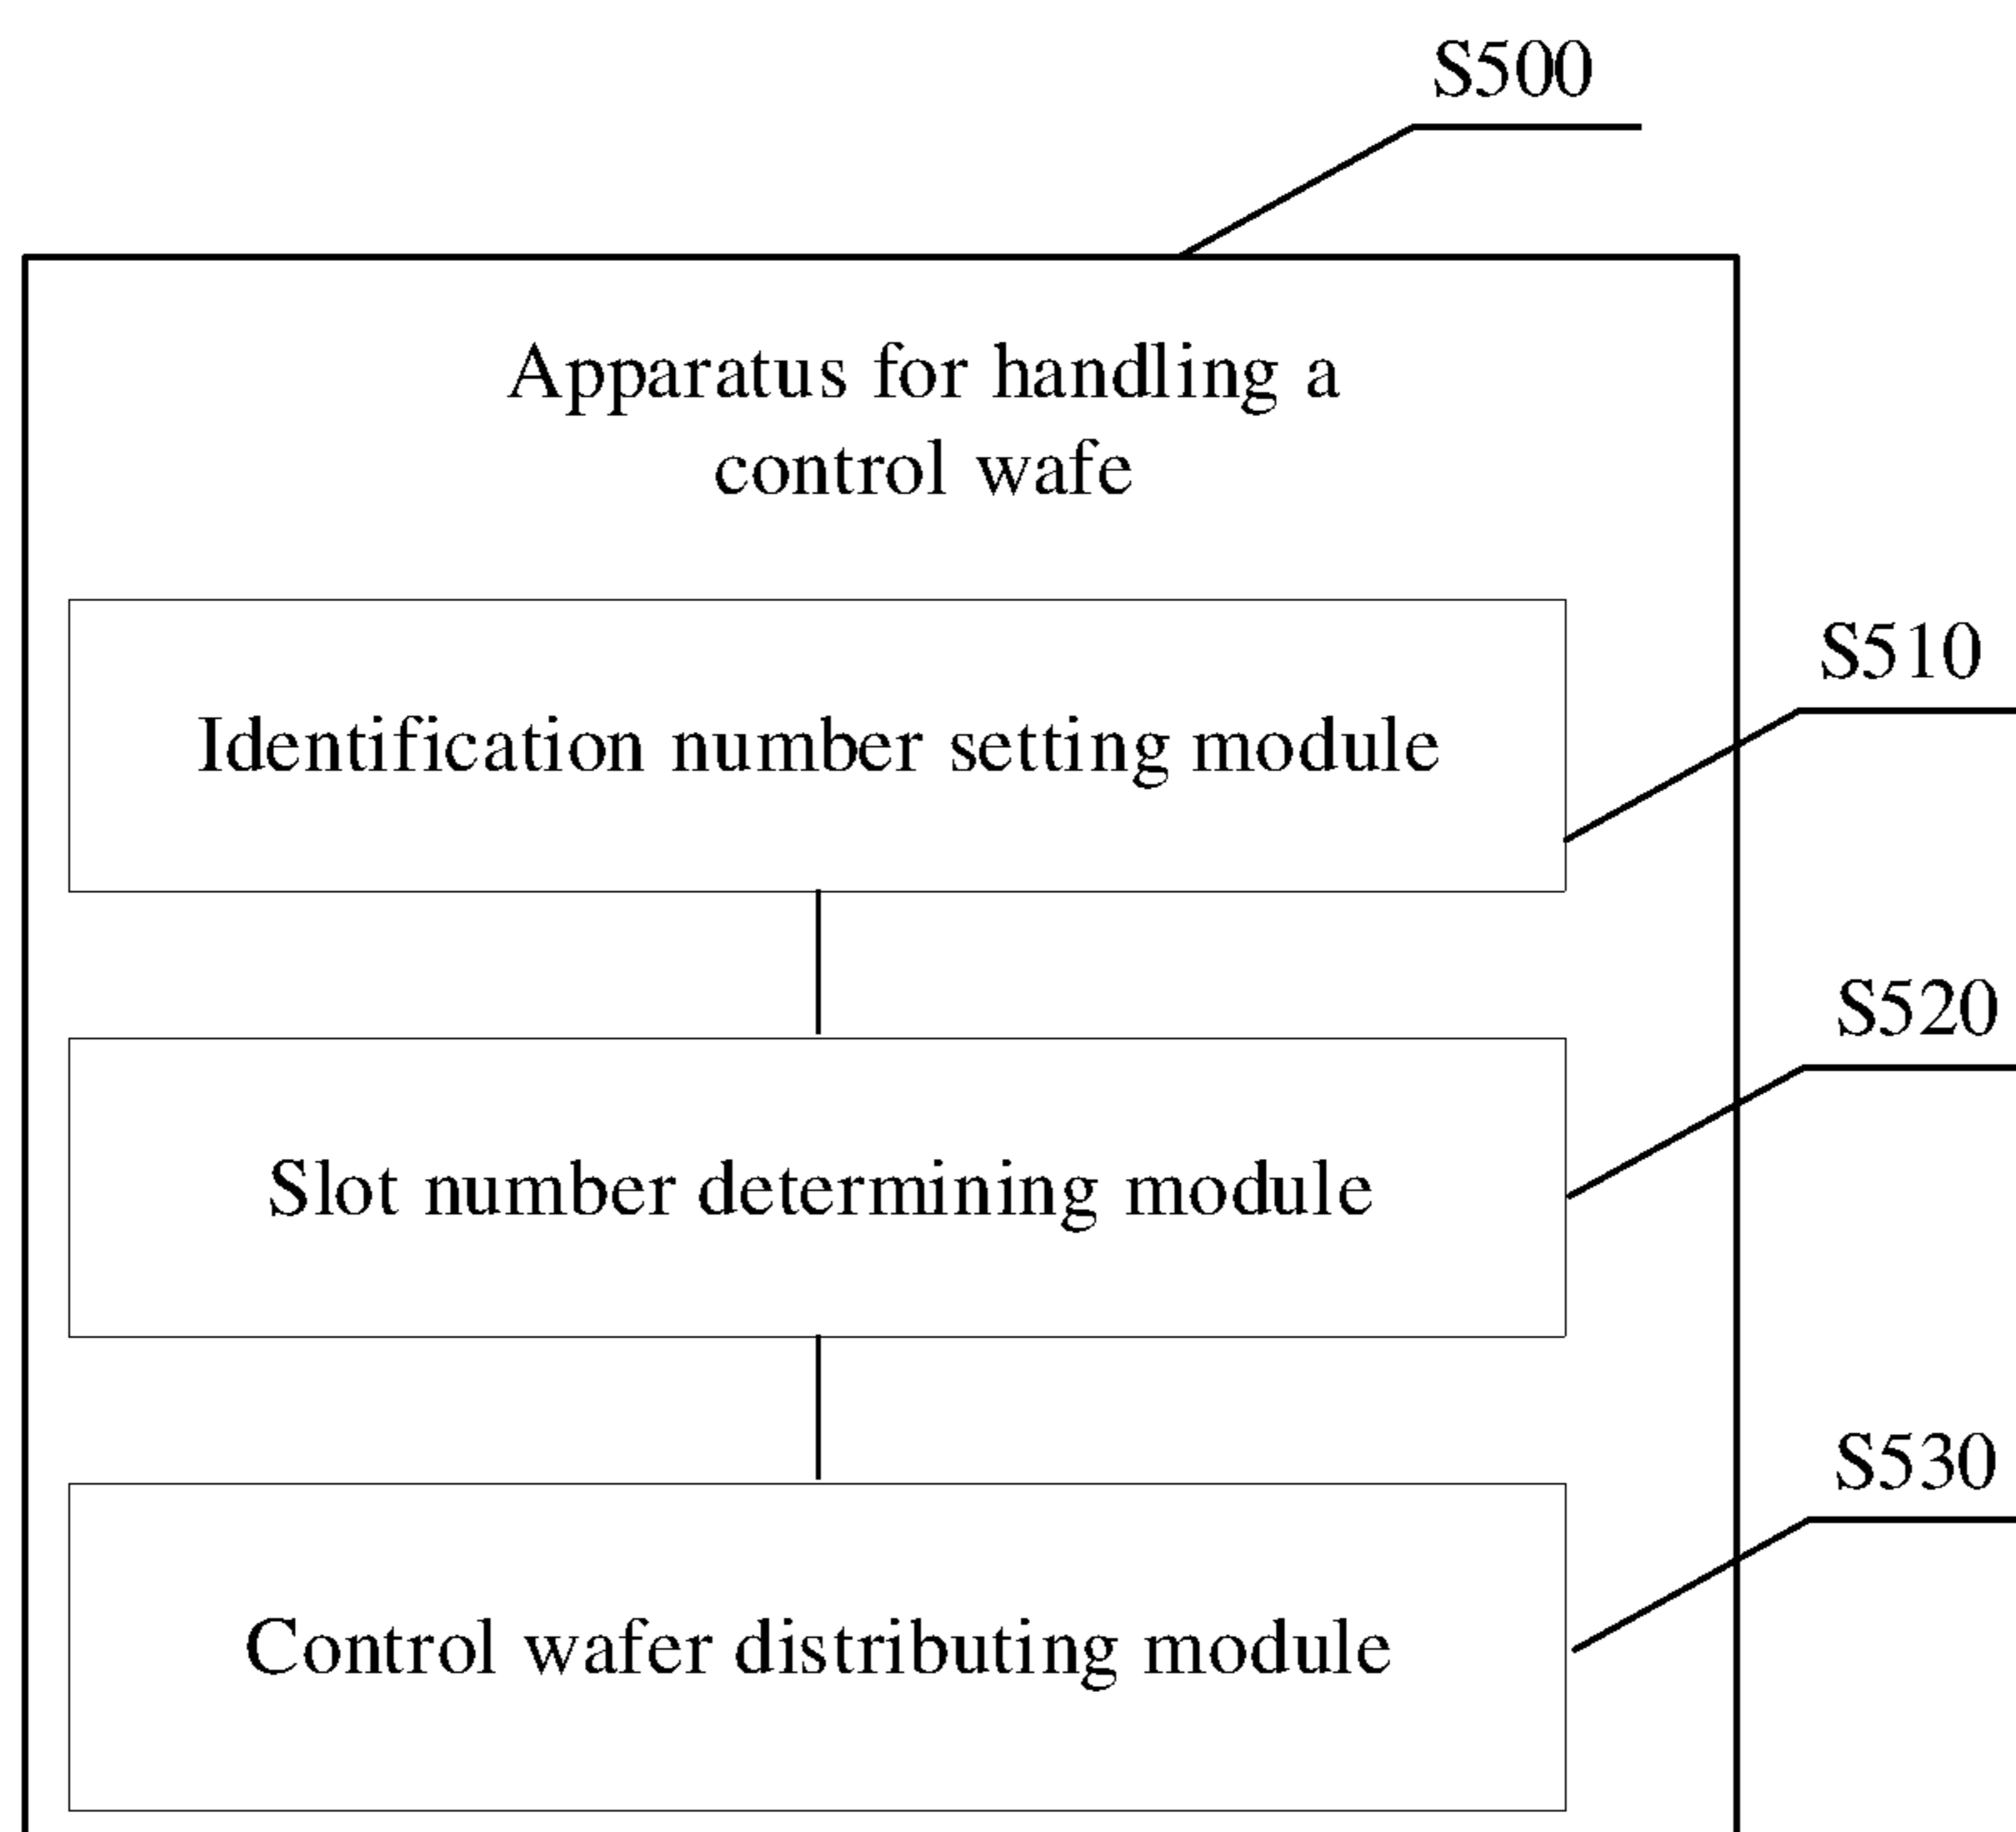 S500
Apparatus for handling a
control wafe
S510
Identification number setting module
S520
Slot number determining module
S530
Control wafer distributing module